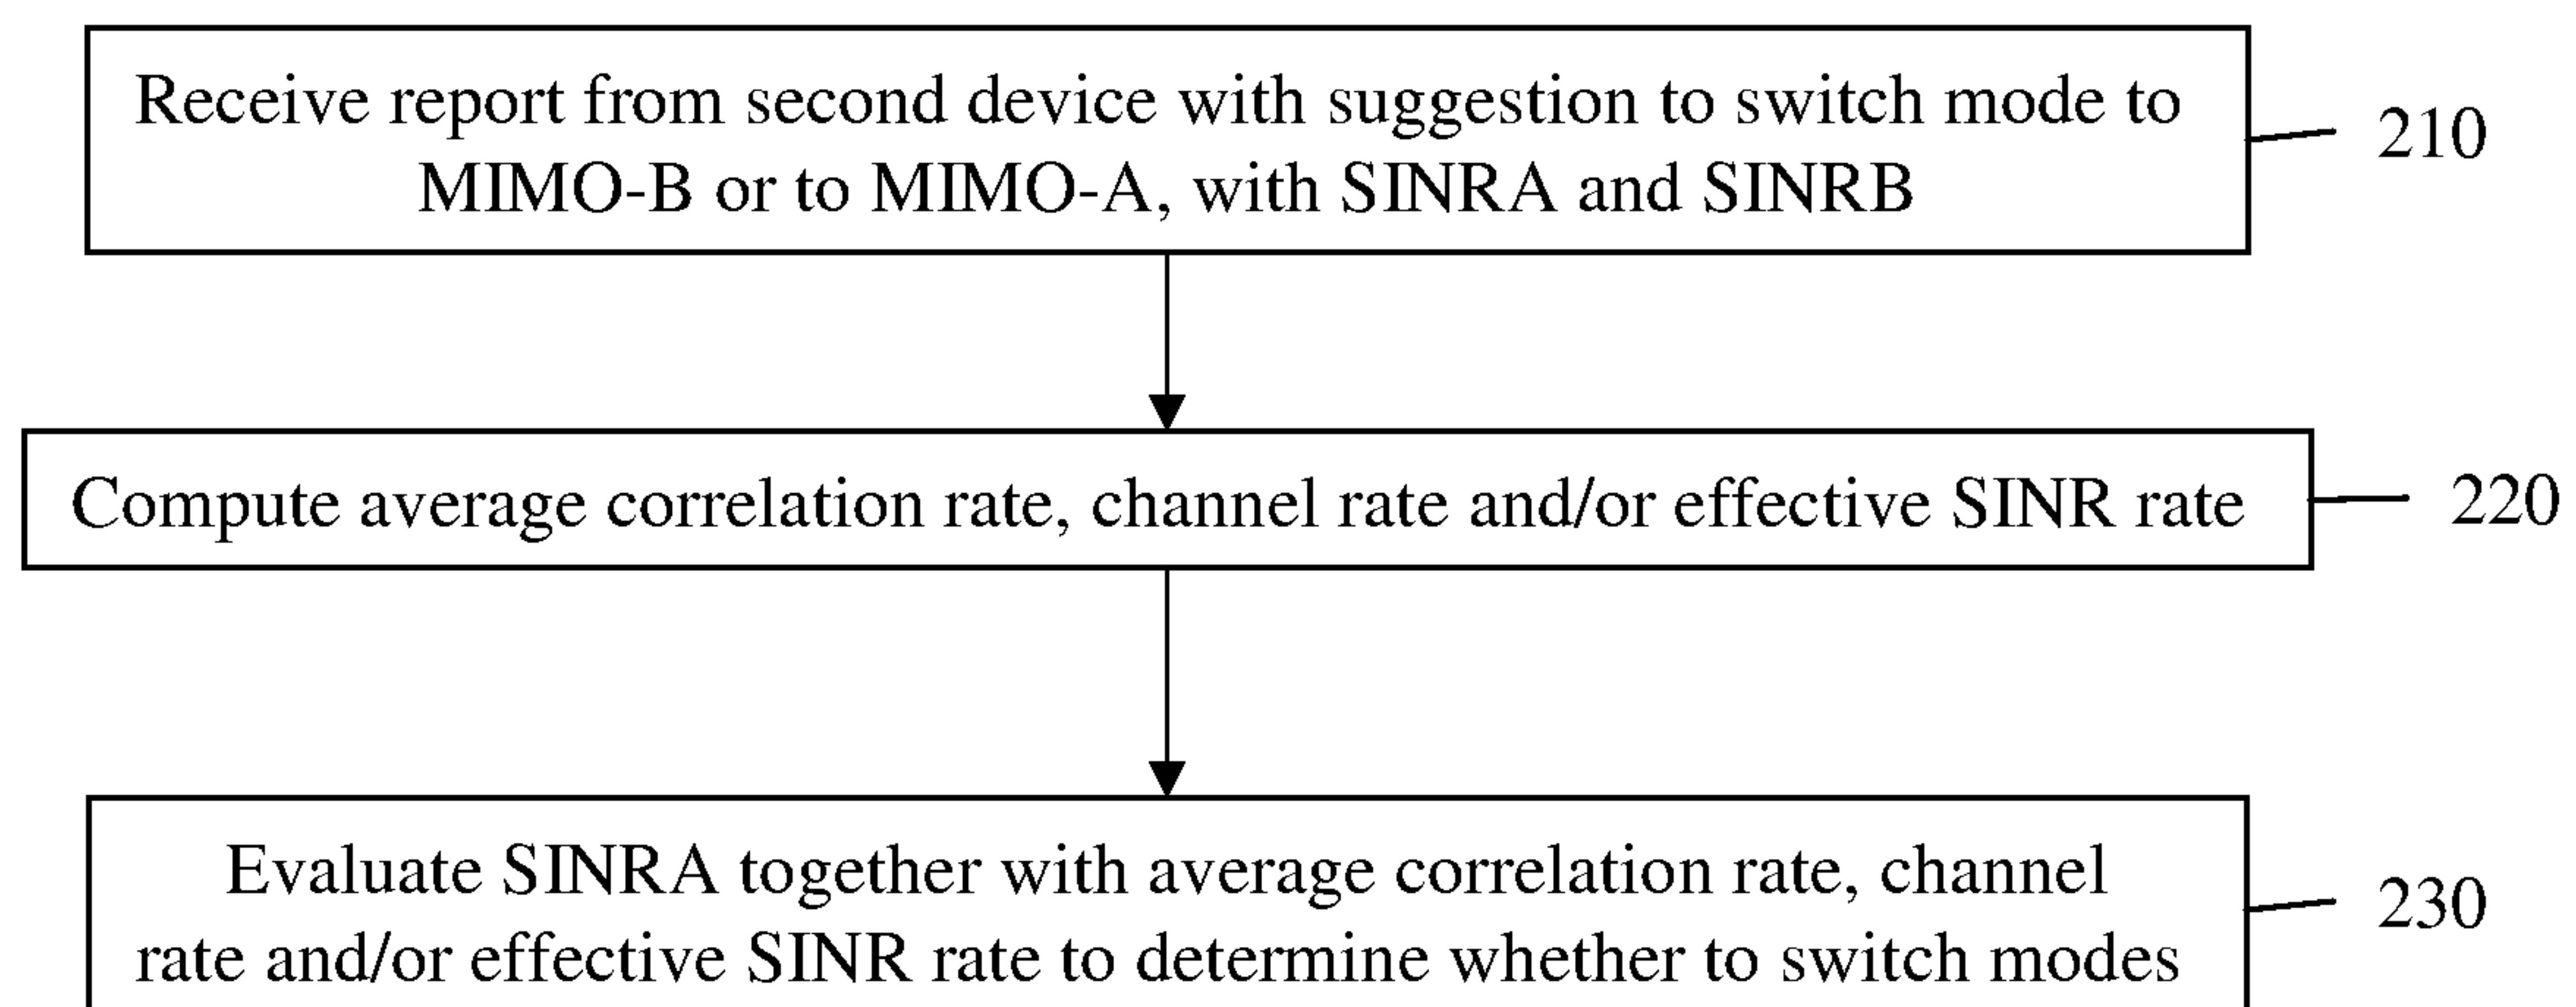 Receive report from second device with suggestion to switch mode to
MIMO-B or to MIMO-A, with SINRA and SINRB
210
Compute average correlation rate, channel rate and/or effective SINR rate
220
Evaluate SINRA together with average correlation rate, channel
rate and/or effective SINR rate to determine whether to switch modes
230